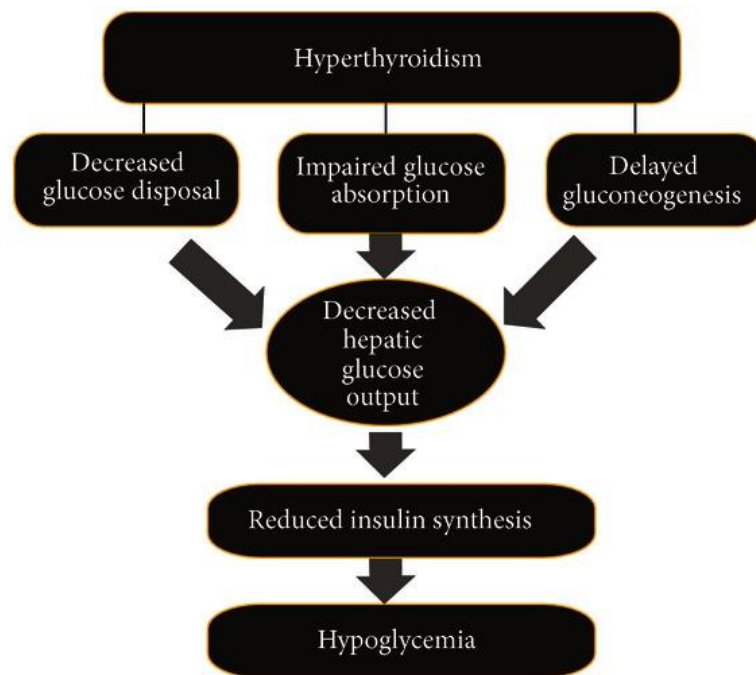 Hyperthyroidism
Decreased
glucose disposal
Impaired glucose
absorption
Delayed
gluconeogenesis
Decreased
hepatic
glucose
output
Reduced insulin synthesis
Hypoglycemia